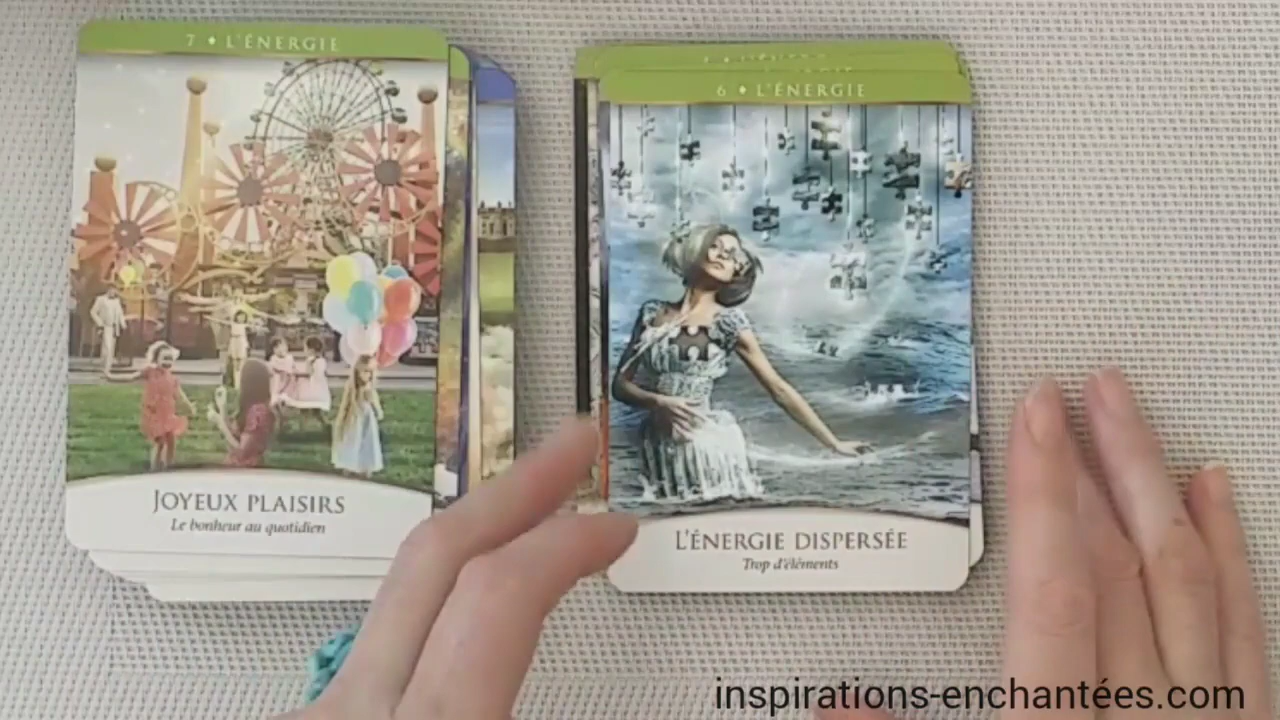 7 ♦ L'ÉNERGIE
JOYEUX PLAISIRS
Le bonheur au quotidien
6 ♦ L'ÉNERGIE
L'ÉNERGIE DISPERSÉE
Trop d'éléments
inspirations-enchantées.com